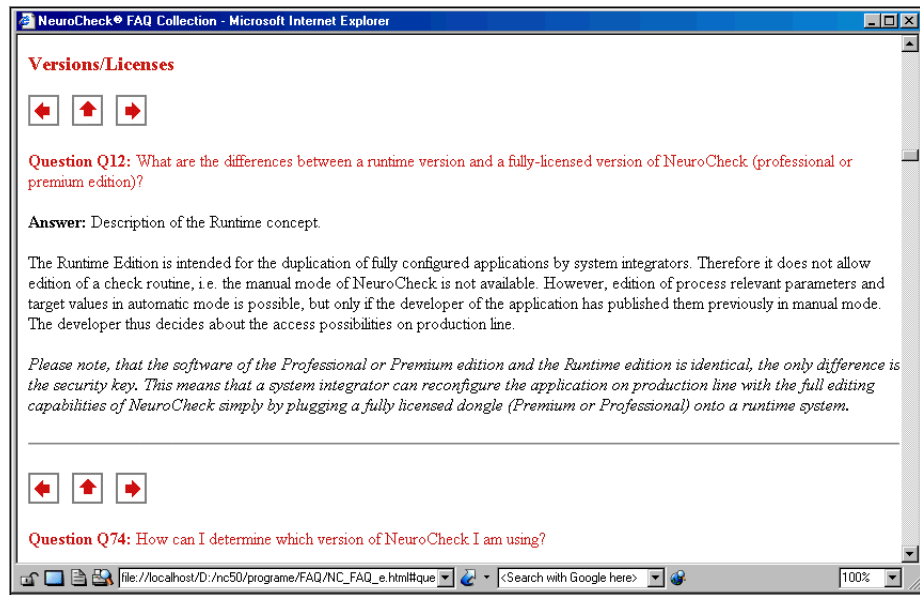 NeuroCheck® FAQ Collection - Microsoft Internet Explorer
Versions/Licenses
Question Q12: What are the differences between a runtime version and a fully-licensed version of NeuroCheck (professional or
premium edition)?
Answer: Description of the Runtime concept.
The Runtime Edition is intended for the duplication of fully configured applications by system integrators. Therefore it does not allow
edition of a check routine, i.e. the manual mode of NeuroCheck is not available. However, edition of process relevant parameters and
target values in automatic mode is possible, but only if the developer of the application has published them previously in manual mode.
The developer thus decides about the access possibilities on production line.
Please note, that the software of the Professional or Premium edition and the Runtime edition is identical, the only difference is
the security key. This means that a system integrator can reconfigure the application on production line with the full editing
capabilities of NeuroCheck simply by plugging a fully licensed dongle (Premium or Professional) onto a runtime system.
Question Q74: How can I determine which version of NeuroCheck I am using?
file://localhost/D:/nc50/programe/FAQ/NC_FAQ_e.html#que <Search with Google here> 100%